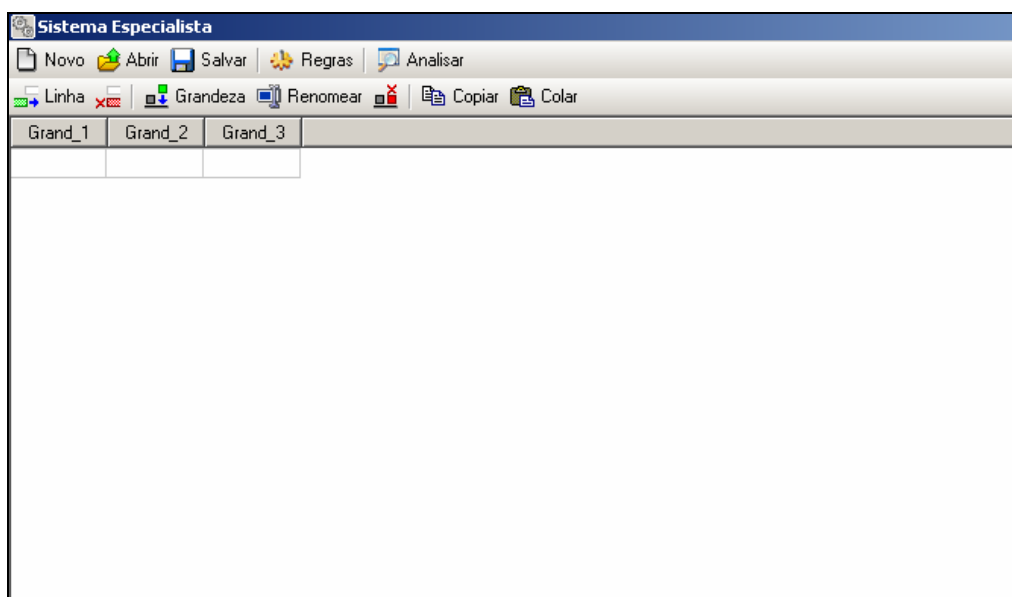 Sistema Especialista
Novo Abrir Salvar Regras Analisar
Linha Grandeza Renomear Copiar Colar
Grand_1 Grand_2 Grand_3